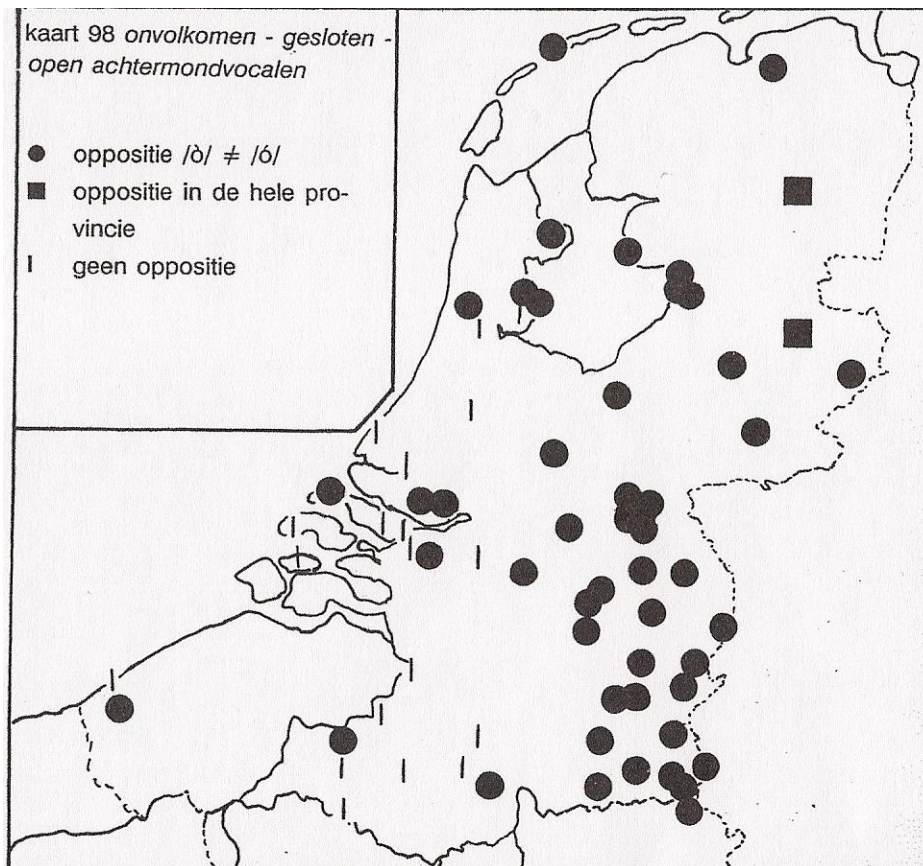 kaart 98 onvolkomen - gesloten -
open achtermondvocalen
oppositie /ò/ ≠ /ó/
oppositie in de hele pro-
vincie
geen oppositie